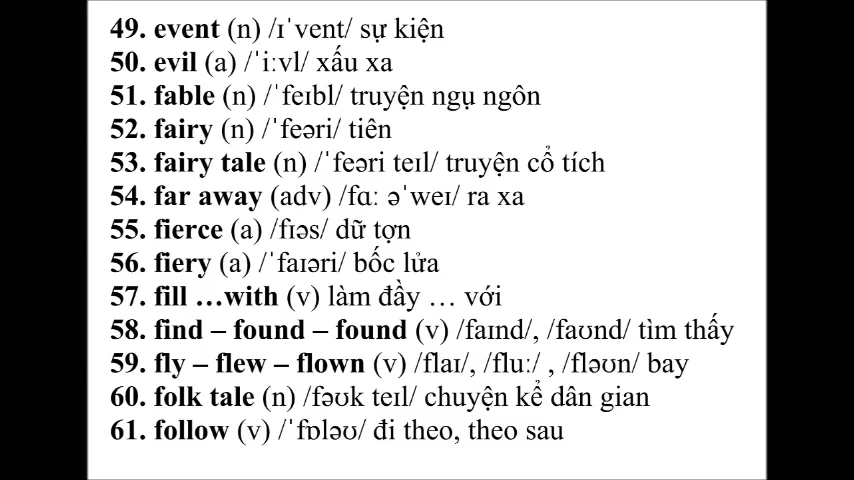 49. event (n) /ɪˈvent/ sự kiện
50. evil (a) /ˈiːvl/ xấu xa
51. fable (n) /ˈfeɪbl/ truyện ngụ ngôn
52. fairy (n) /ˈfeəri/ tiên
53. fairy tale (n) /ˈfeəri teɪl/ truyện cổ tích
54. far away (adv) /fɑː əˈweɪ/ ra xa
55. fierce (a) /fɪəs/ dữ tợn
56. fiery (a) /ˈfaɪəri/ bốc lửa
57. fill …with (v) làm đầy … với
58. find – found – found (v) /faɪnd/, /faʊnd/ tìm thấy
59. fly – flew – flown (v) /flaɪ/, /fluː/ , /fləʊn/ bay
60. folk tale (n) /fəʊk teɪl/ chuyện kể dân gian
61. follow (v) /ˈfɒləʊ/ đi theo, theo sau